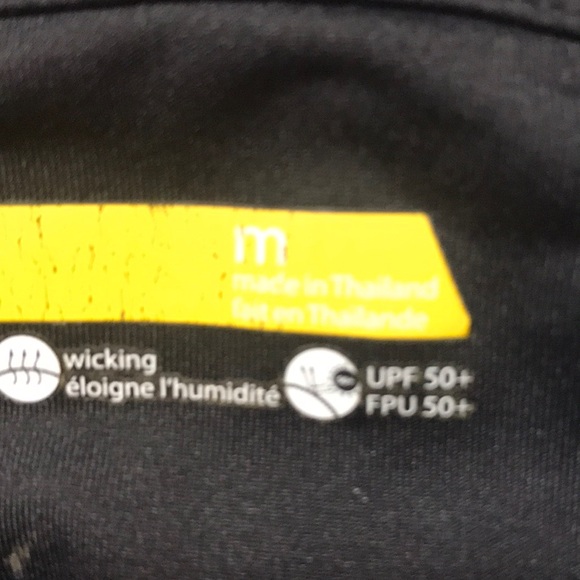 m
made in Thailand
fait en Thaïlande
wicking
éloigne l'humidité
UPF 50+
FPU 50+